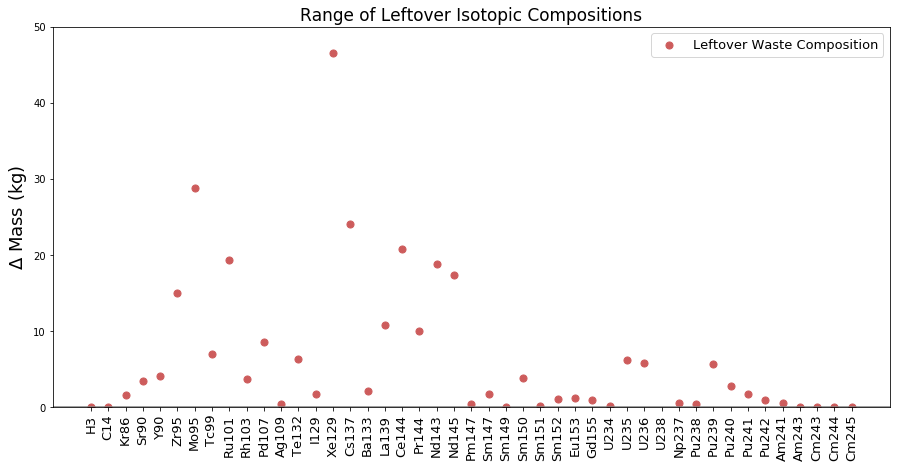 Range of Leftover Isotopic Compositions
Leftover Waste Composition
Δ Mass (kg)
50
40
30
20
10
0
H3
C14
Kr86
Sr90
Y90
Zr95
Mo95
Tc99
Ru101
Rh103
Pd107
Ag109
Te132
I129
Xe129
Cs137
Ba133
La139
Ce144
Pr144
Nd143
Nd145
Pm147
Sm147
Sm149
Sm150
Sm151
Sm152
Eu153
Gd155
U234
U235
U236
U238
Np237
Pu238
Pu239
Pu240
Pu241
Pu242
Am241
Am243
Cm243
Cm244
Cm245